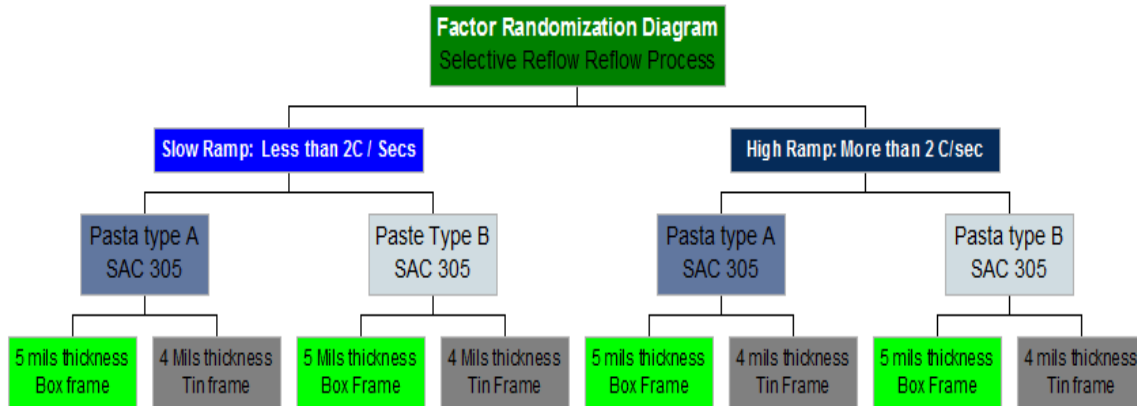 Factor Randomization Diagram
Selective Reflow Reflow Process
Slow Ramp: Less than 2C / Secs
High Ramp: More than 2 C/sec
Pasta type A
SAC 305
Paste Type B
SAC 305
Pasta type A
SAC 305
Pasta type B
SAC 305
5 mils thickness
Box frame
4 Mils thickness
Tin frame
5 Mils thickness
Box Frame
4 Mils thickness
Tin Frame
5 mils thickness
Box Frame
4 mils thickness
Tin Frame
5 mils thickness
Box Frame
4 mils thickness
Tin frame